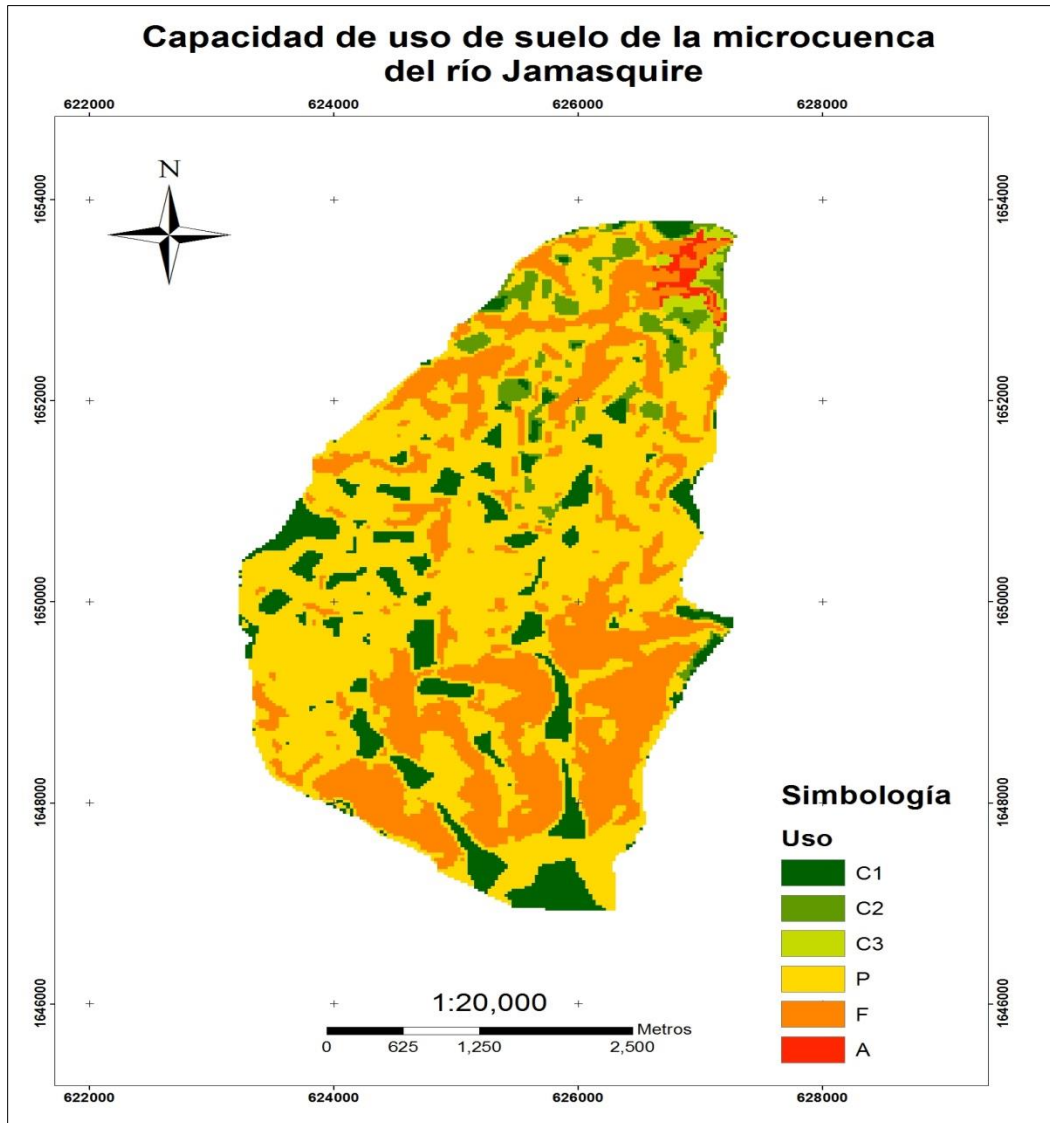 Capacidad de uso de suelo de la microcuenca
del río Jamasquire
622000 624000 626000 628000
N
1654000 1654000
1652000 1652000
1650000 1650000
1648000 1648000
1646000 1646000
Simbología
Uso
C1
C2
C3
P
F
A
1:20,000
Metros
0 625 1,250 2,500
622000 624000 626000 628000